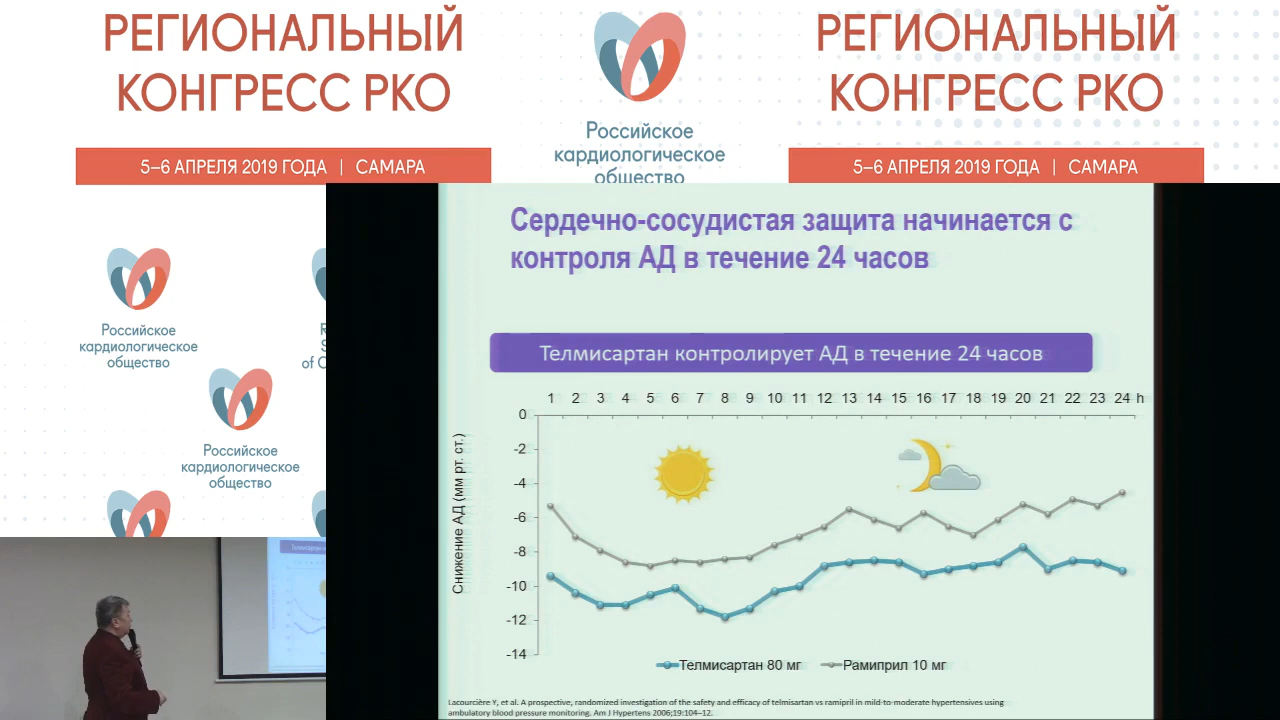 РЕГИОНАЛЬНЫЙ
КОНГРЕСС РКО
5–6 АПРЕЛЯ 2019 ГОДА | САМАРА
Российское
кардиологическое
общество
РЕГИОНАЛЬНЫЙ
КОНГРЕСС РКО
5–6 АПРЕЛЯ 2019 ГОДА | САМАРА
Российское
кардиологическое
общество
R
S
of C
Российское
кардиологическое
общество
Сердечно-сосудистая защита начинается с
контроля АД в течение 24 часов
Телмисартан контролирует АД в течение 24 часов
1 2 3 4 5 6 7 8 9 10 11 12 13 14 15 16 17 18 19 20 21 22 23 24 h
0
-2
-4
-6
-8
-10
-12
-14
Снижение АД (мм рт. ст.)
Телмисартан 80 мг Рамиприл 10 мг
Lacourcière Y, et al. A prospective, randomized investigation of the safety and efficacy of telmisartan vs ramipril in mild-to-moderate hypertensives using
ambulatory blood pressure monitoring. Am J Hypertens 2006;19:104–12.